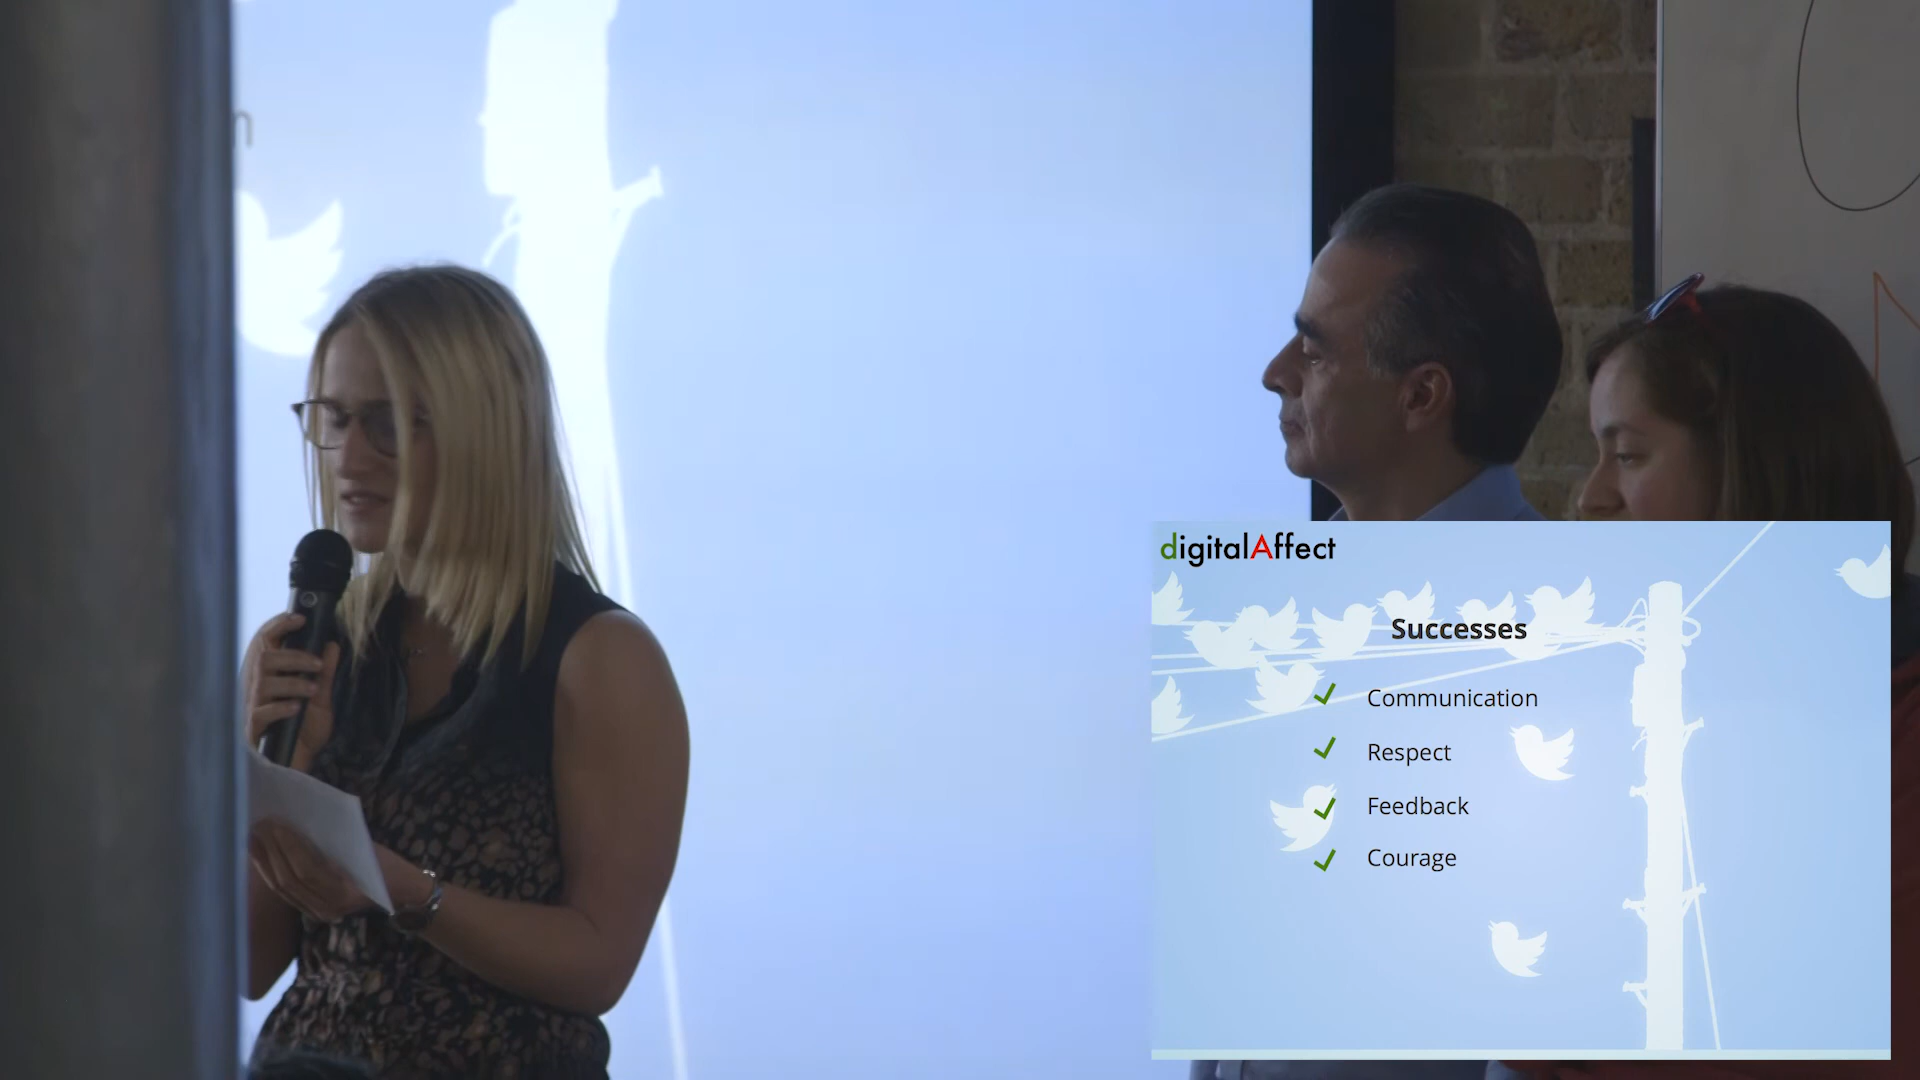 digitalAffect
Successes
Communication
Respect
Feedback
Courage